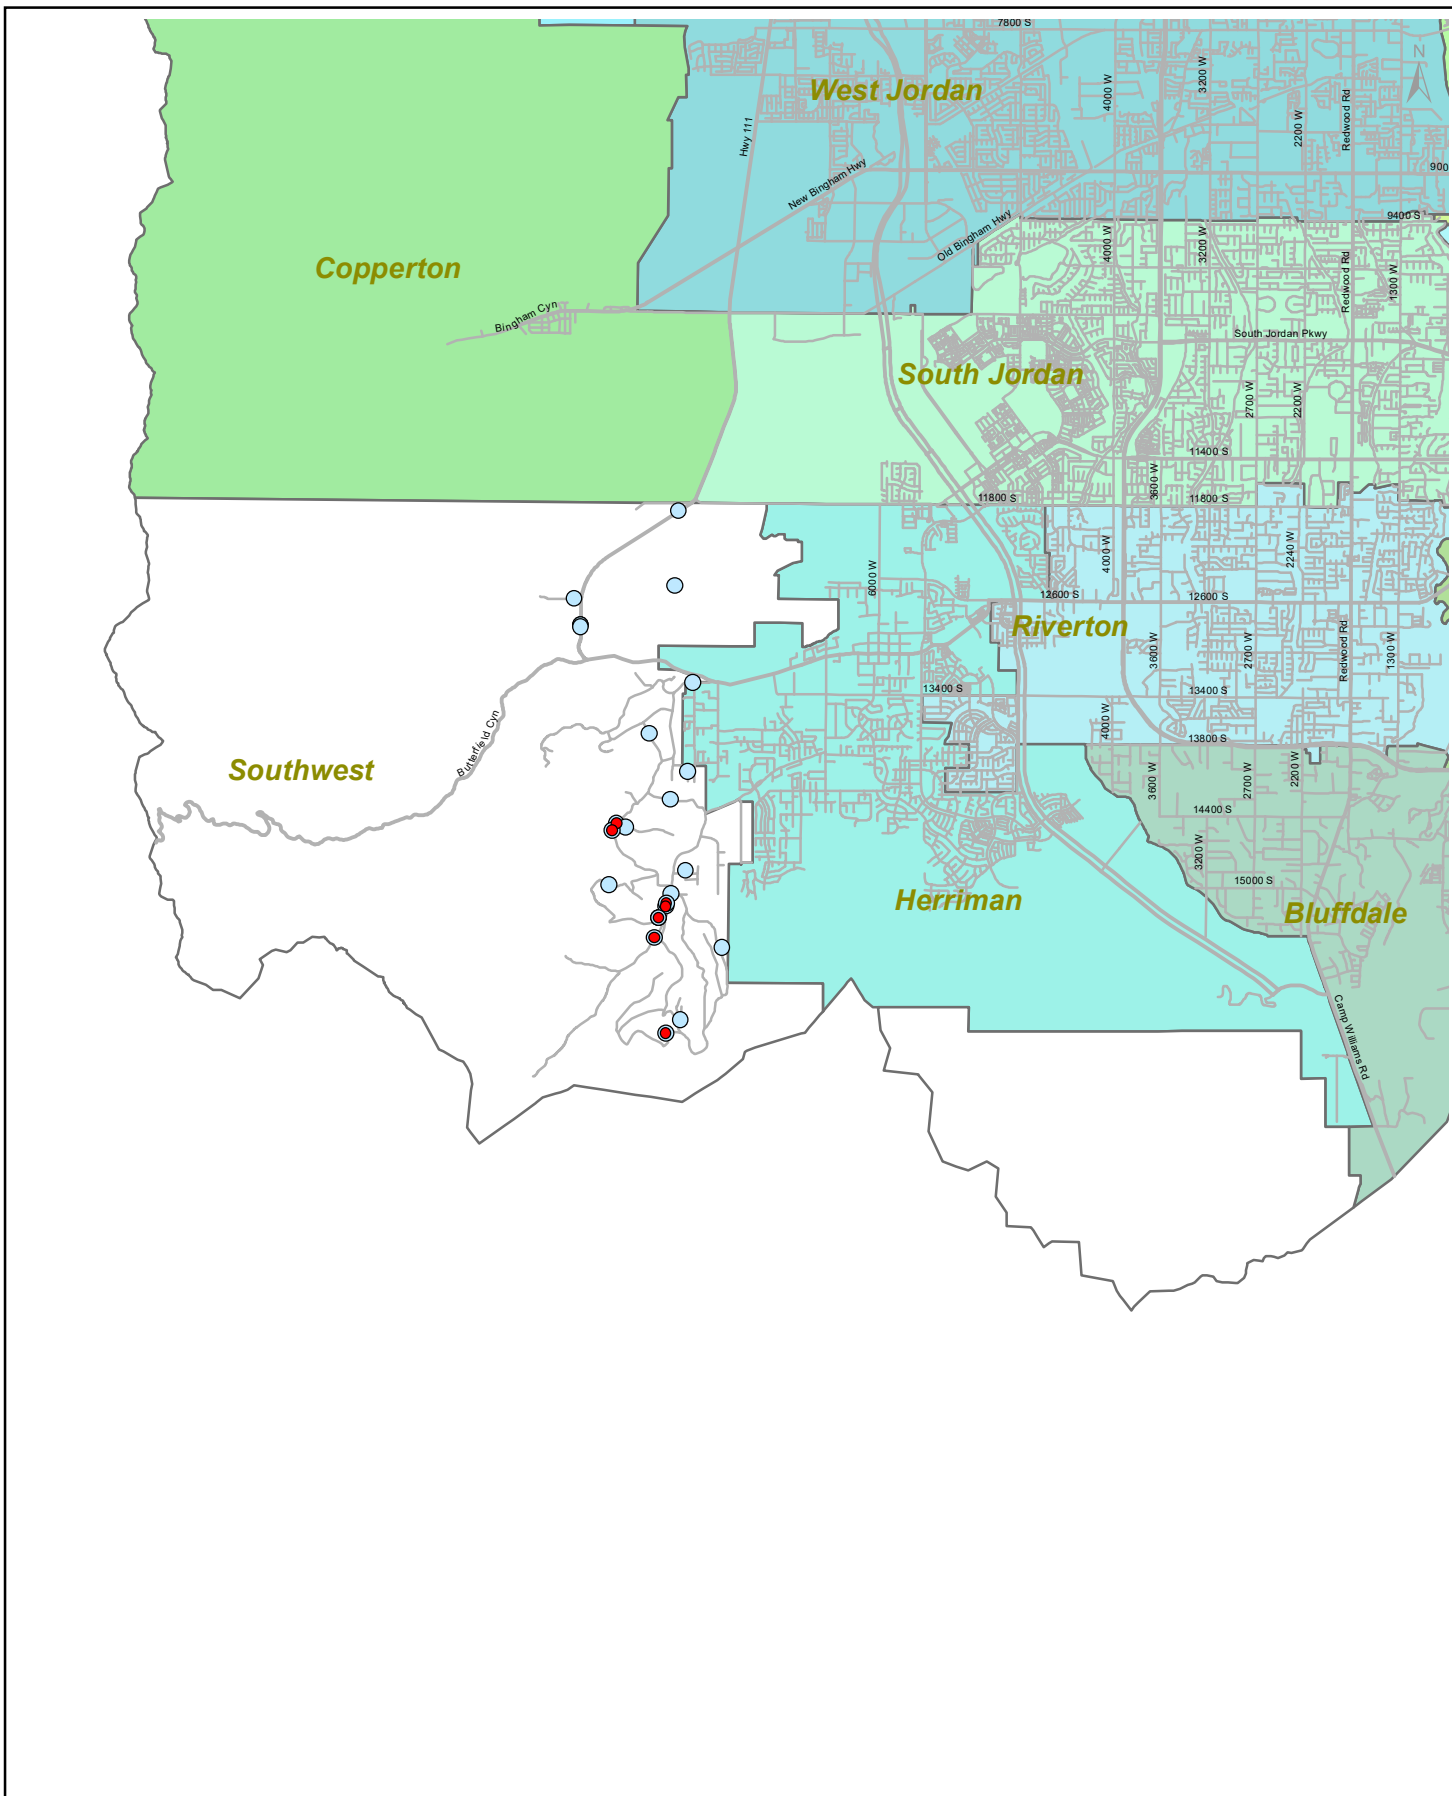 7800 S
N
West Jordan
4000 W
3200 W
2200 W
Redwood Rd
Hwy 111
New Bingham Hwy
900
9400 S
Old Bingham Hwy
4000 W
3200 W
Redwood Rd
1300 W
Copperton
Bingham Cyn
South Jordan Pkwy
South Jordan
2700 W
2200 W
11400 S
3600 W
11800 S
11800 S
6000 W
4000 W
2240 W
12600 S
12600 S
Riverton
3600 W
2700 W
Redwood Rd
1300 W
13400 S
13400 S
4000 W
13800 S
Butterfield Cyn
Southwest
3600 W
2700 W
2200 W
14400 S
3200 W
15000 S
Herriman
Bluffdale
Camp Williams Rd